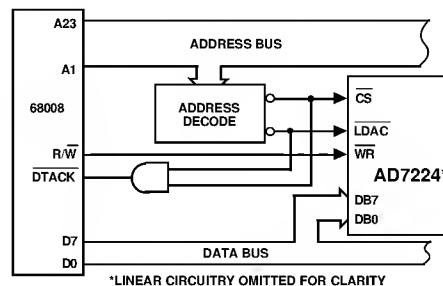 A23
ADDRESS BUS
A1
68008
ADDRESS
DECODE
CS
LDAC
R/W
WR
DTACK
AD7224*
DB7
DB0
D7
DATA BUS
D0
*LINEAR CIRCUITRY OMITTED FOR CLARITY